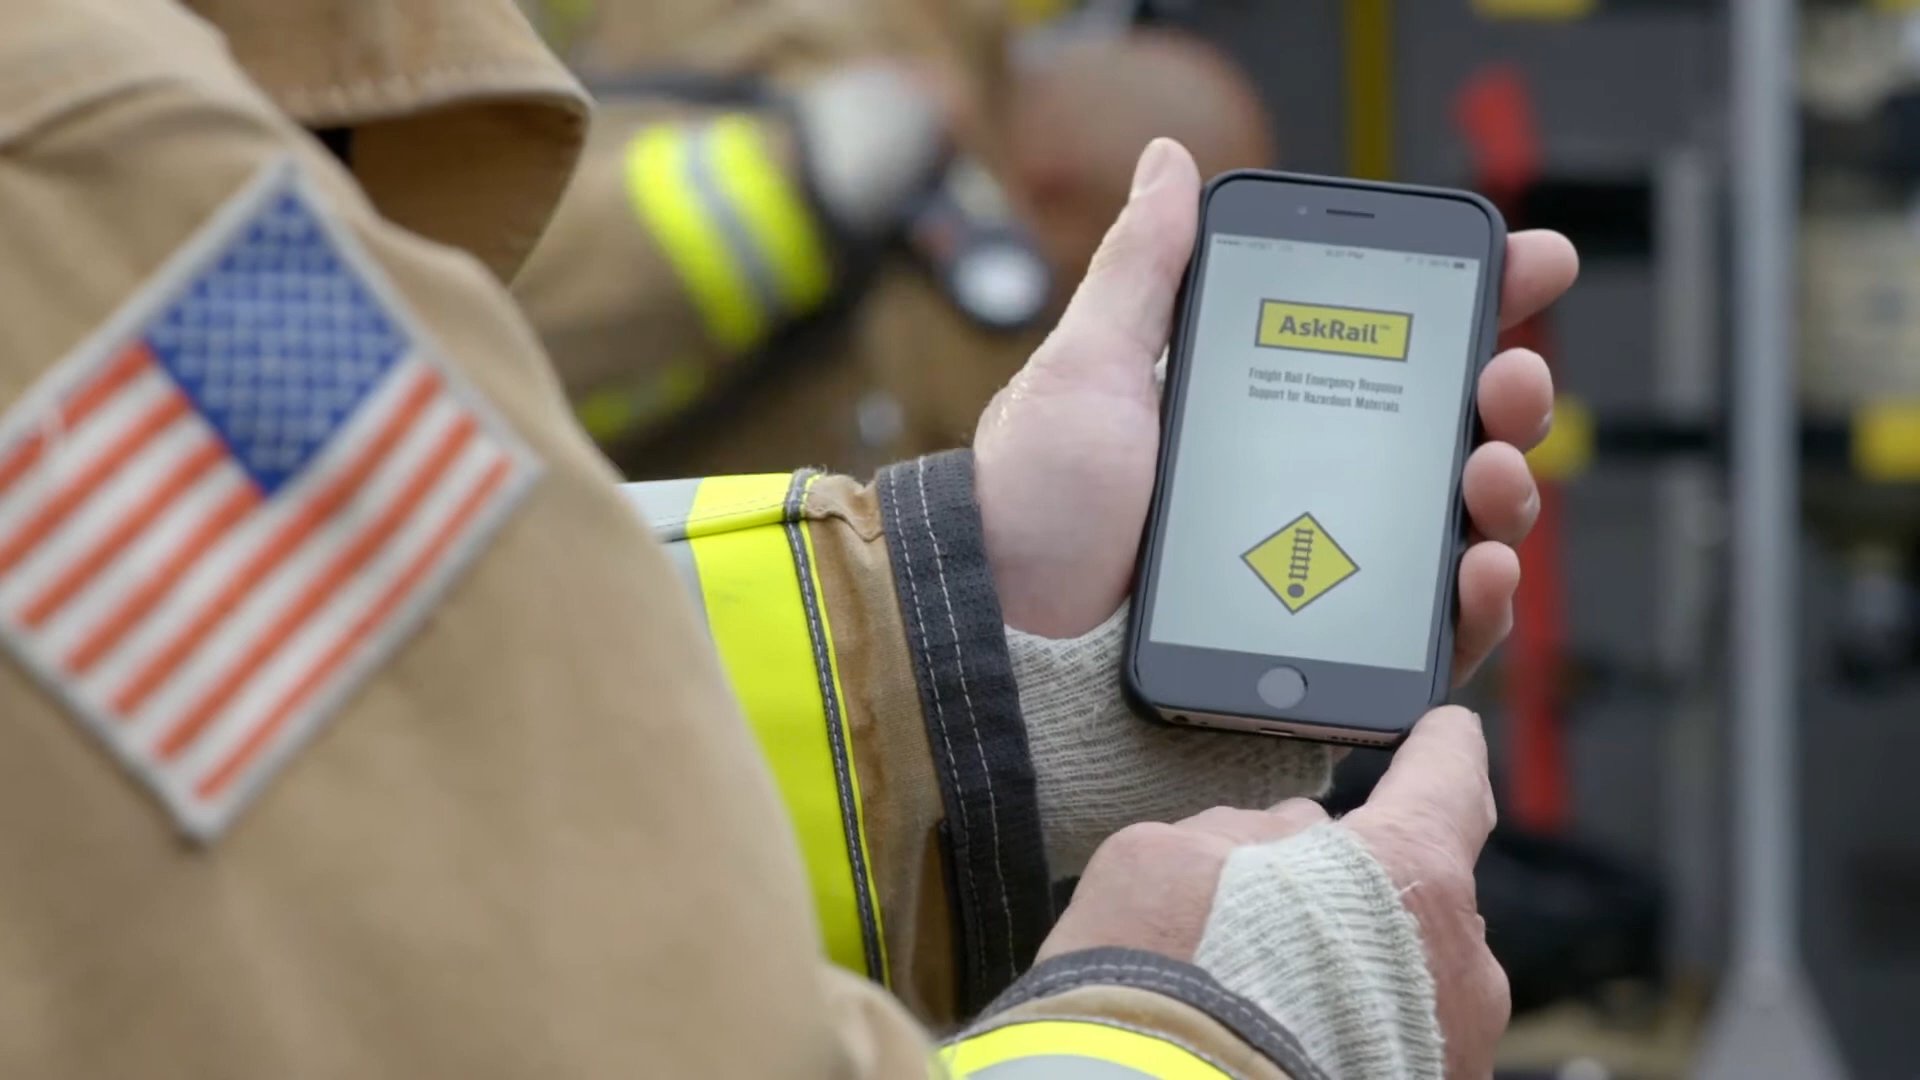 AskRail™
Freight Rail Emergency Response
Support for Hazardous Materials